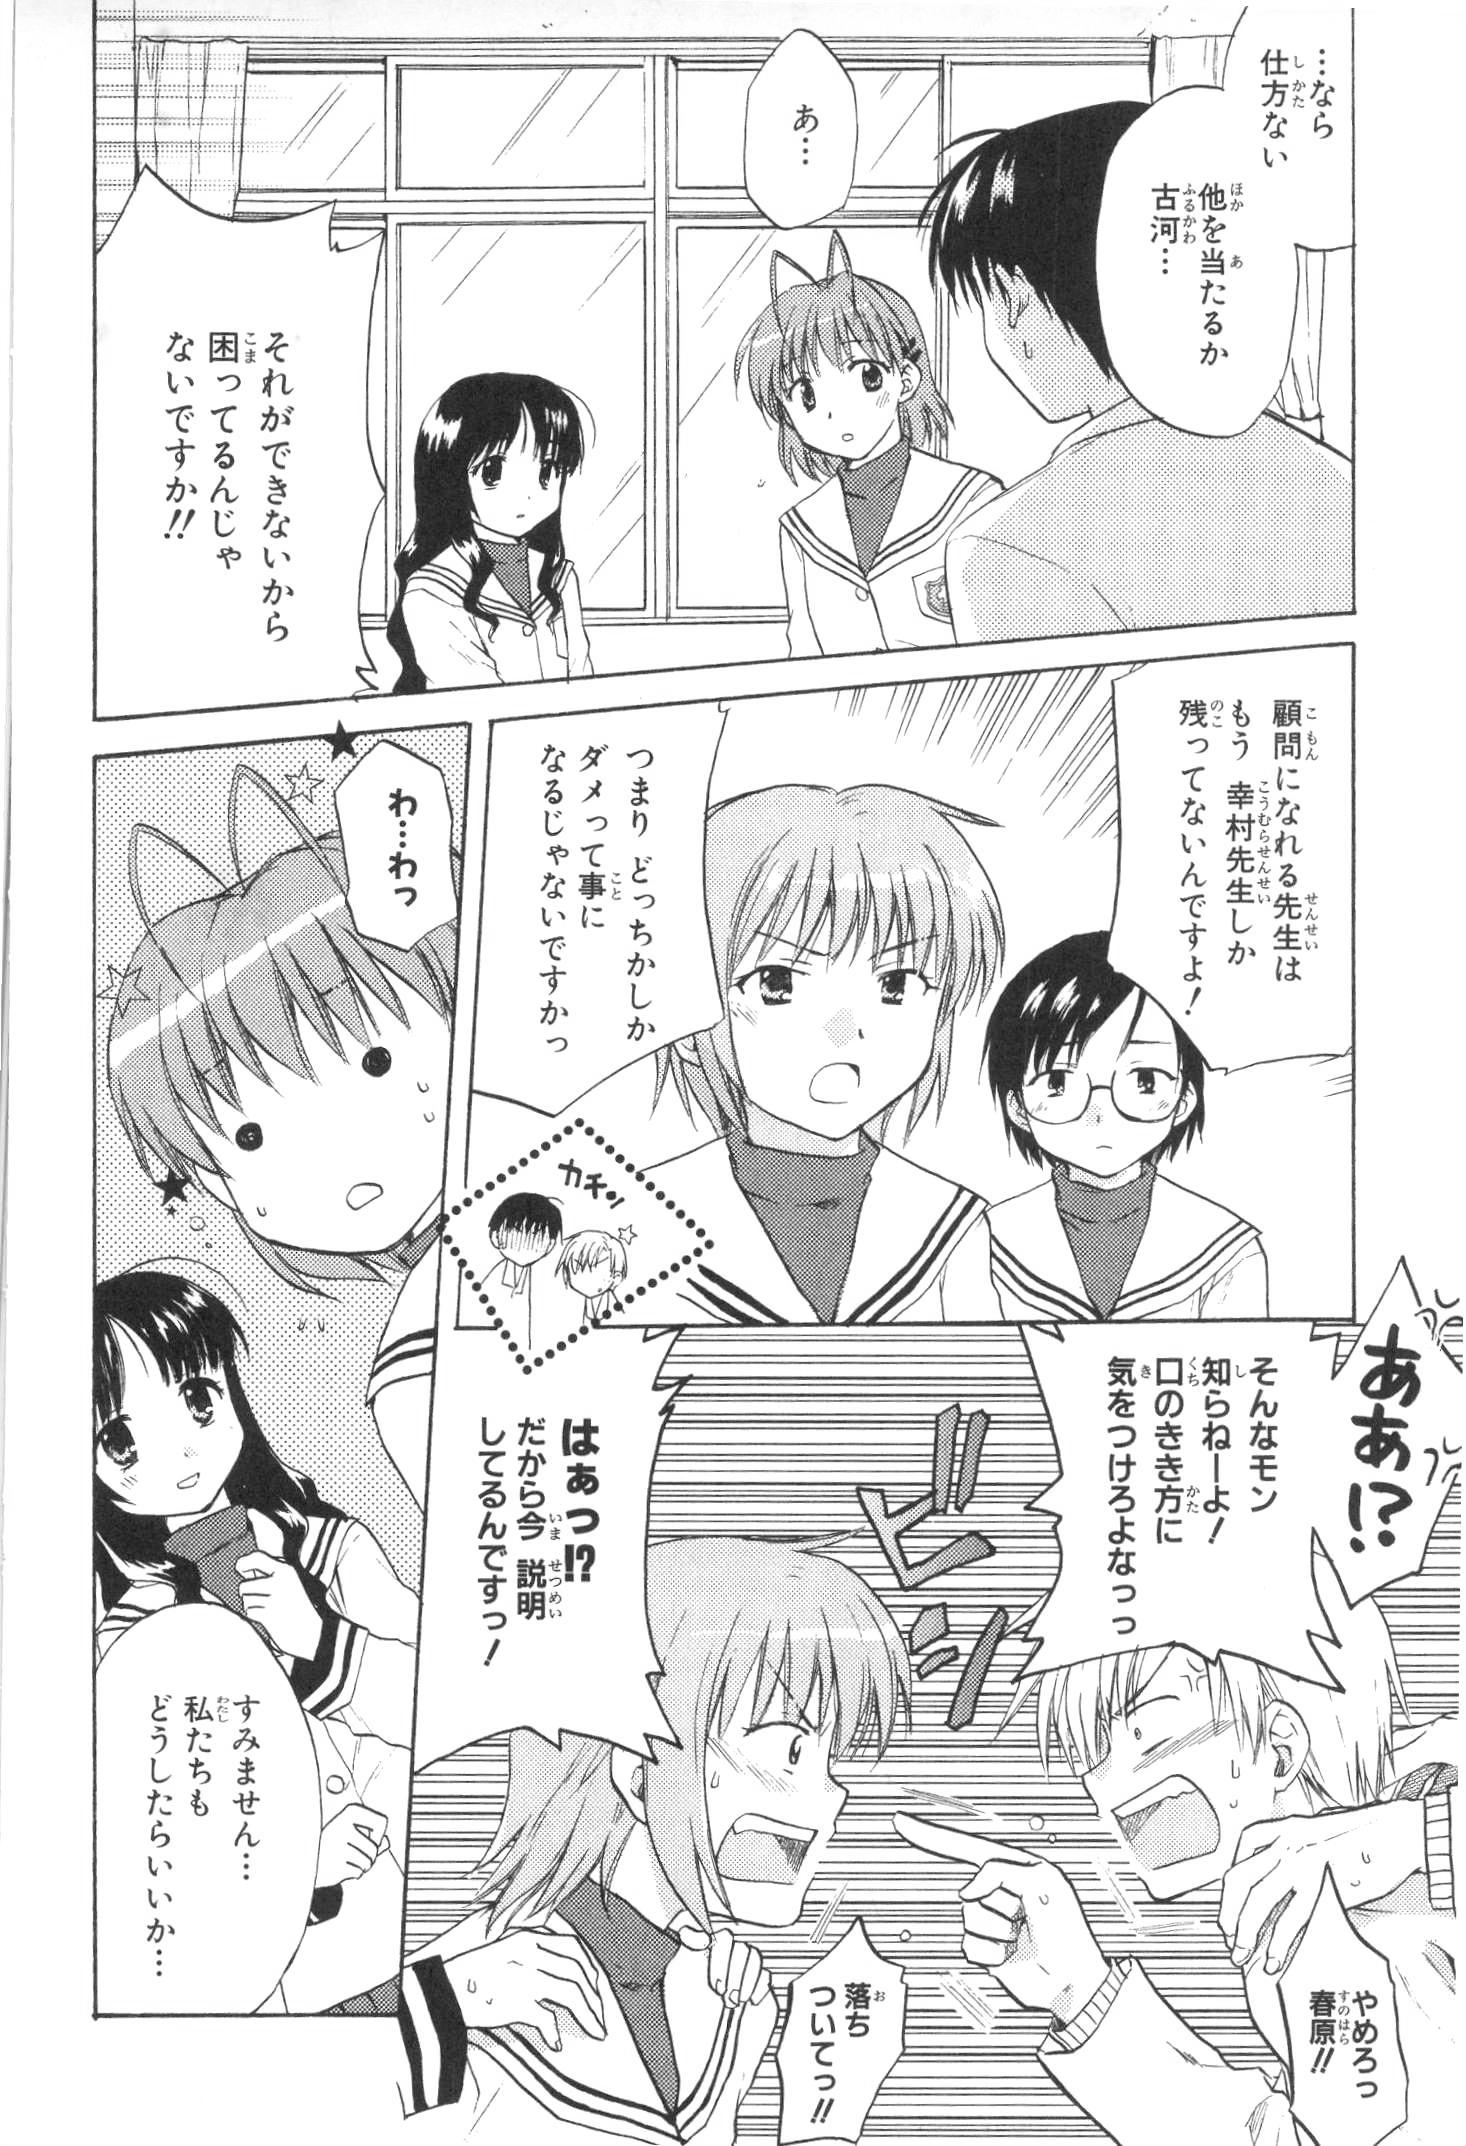 …なら
仕方ない
他を当たるか
古河…
あ…
それができないから
困ってるんじゃ
ないですか!!
顧問になれる先生は
もう 幸村先生しか
残ってないんですよ！
つまり どっちかしか
ダメって事に
なるじゃないですかっ
カチン
わ…わっ
ああ!?
そんなモン
知らねーよ！
口のきき方に
気をつけろよなっっ
ビシッ
はぁっ!?
だから今 説明
してるんですっ！
やめろっ
春原!!
落ち
ついてっ!!
すみません…
私たちも
どうしたらいいか…